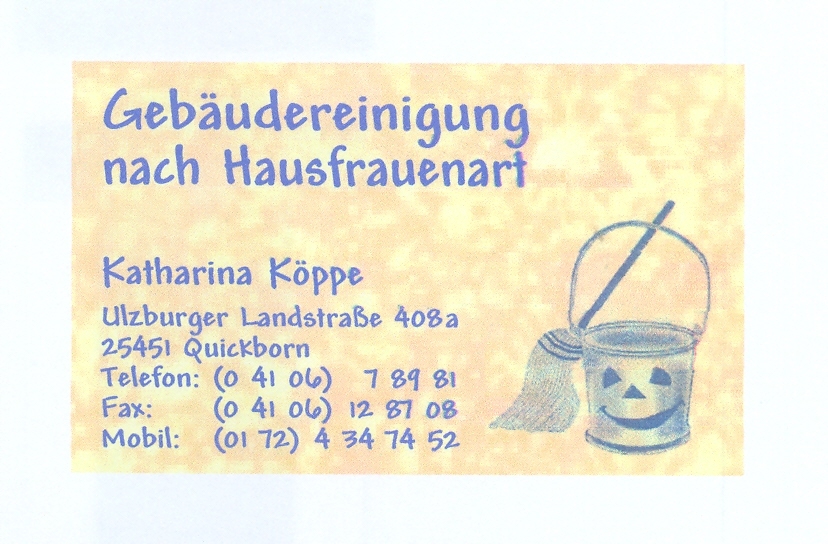 Gebäudereinigung
nach Hausfrauenart
Katharina Köppe
Ulzburger Landstraße 408a
25451 Quickborn
Telefon: (0 41 06) 7 89 81
Fax: (0 41 06) 12 87 08
Mobil: (01 72) 4 34 74 52